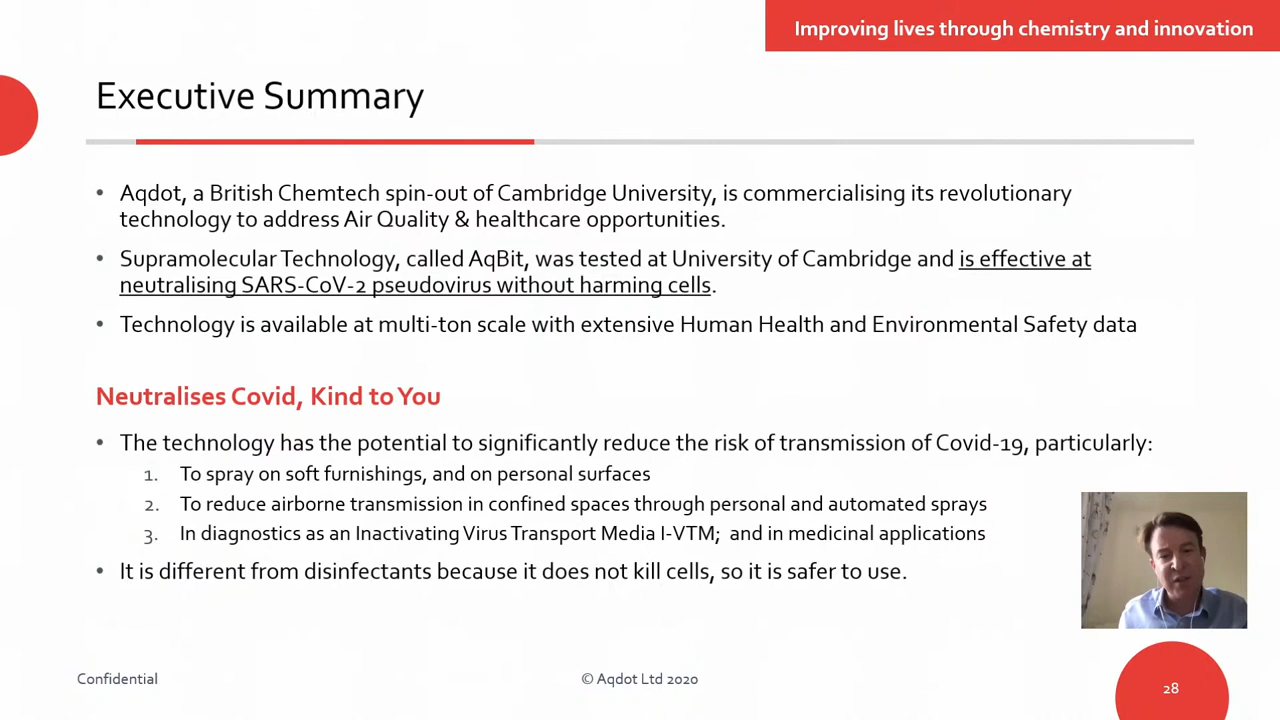 Improving lives through chemistry and innovation
Executive Summary
• Aqdot, a British Chemtech spin-out of Cambridge University, is commercialising its revolutionary
technology to address Air Quality & healthcare opportunities.
• Supramolecular Technology, called AqBit, was tested at University of Cambridge and is effective at
neutralising SARS-CoV-2 pseudovirus without harming cells.
• Technology is available at multi-ton scale with extensive Human Health and Environmental Safety data
Neutralises Covid, Kind to You
• The technology has the potential to significantly reduce the risk of transmission of Covid-19, particularly:
1. To spray on soft furnishings, and on personal surfaces
2. To reduce airborne transmission in confined spaces through personal and automated sprays
3. In diagnostics as an Inactivating Virus Transport Media I-VTM; and in medicinal applications
• It is different from disinfectants because it does not kill cells, so it is safer to use.
Confidential
© Aqdot Ltd 2020
28